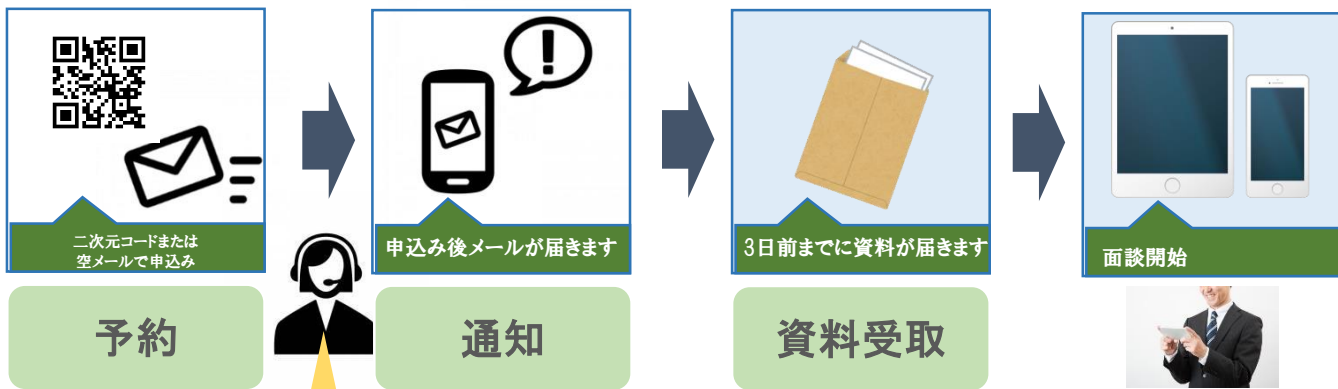 二次元コードまたは
空メールで申込み
申込み後メールが届きます
3日前までに資料が届きます
面談開始
予約
通知
資料受取